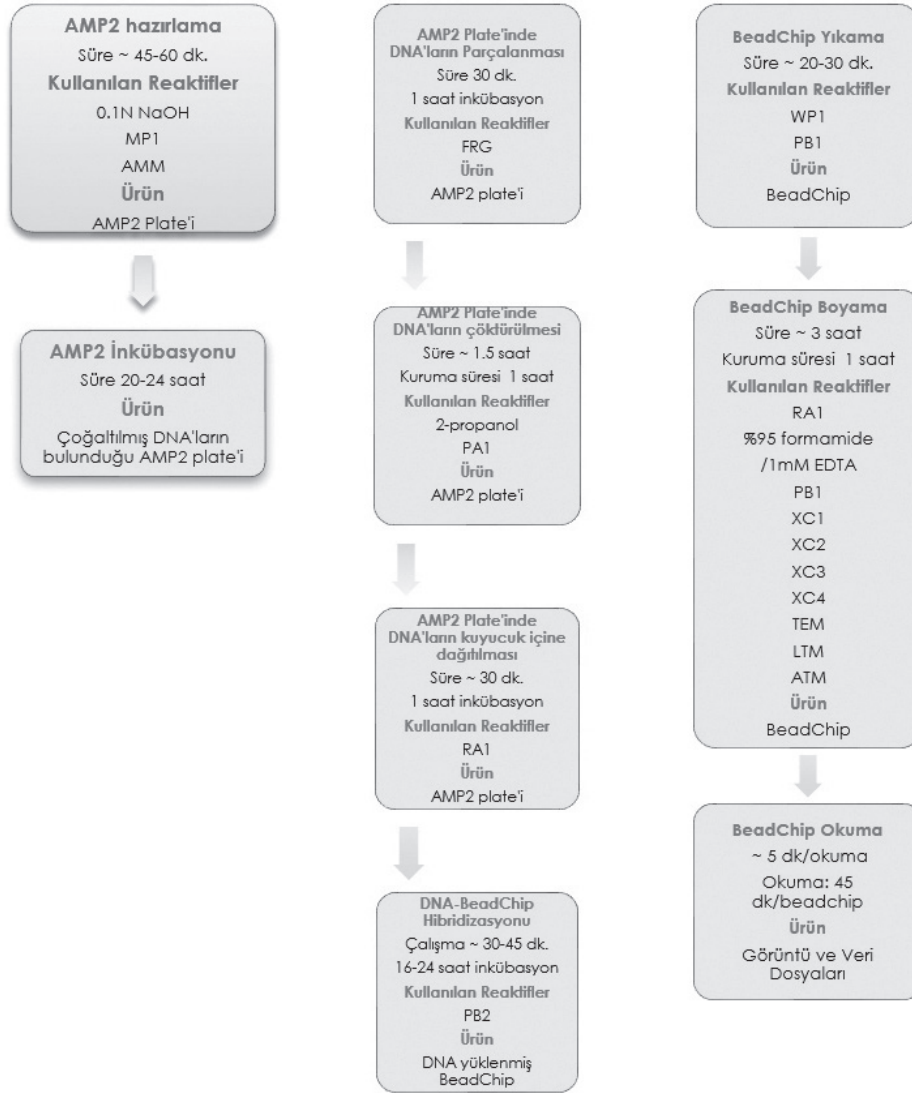 AMP2 hazırlama
Süre ~ 45-60 dk.
Kullanılan Reaktifler
0.1N NaOH
MP1
AMM
Ürün
AMP2 Plate'i
AMP2 İnkübasyonu
Süre 20-24 saat
Ürün
Çoğaltılmış DNA'ların
bulunduğu AMP2 plate'i
AMP2 Plate'inde
DNA'ların Parçalanması
Süre 30 dk.
1 saat inkübasyon
Kullanılan Reaktifler
FRG
Ürün
AMP2 plate'i
AMP2 Plate'inde
DNA'ların çöktürülmesi
Süre ~ 1.5 saat
Kuruma süresi 1 saat
Kullanılan Reaktifler
2-propanol
PA1
Ürün
AMP2 plate'i
AMP2 Plate'inde
DNA'ların kuyucuk içine
dağıtılması
Süre ~ 30 dk.
1 saat inkübasyon
Kullanılan Reaktifler
RA1
Ürün
AMP2 plate'i
DNA-BeadChip
Hibridizasyonu
Çalışma ~ 30-45 dk.
16-24 saat inkübasyon
Kullanılan Reaktifler
PB2
Ürün
DNA yüklenmiş
BeadChip
BeadChip Yıkama
Süre ~ 20-30 dk.
Kullanılan Reaktifler
WP1
PB1
Ürün
BeadChip
BeadChip Boyama
Süre ~ 3 saat
Kuruma süresi 1 saat
Kullanılan Reaktifler
RA1
%95 formamide
/1mM EDTA
PB1
XC1
XC2
XC3
XC4
TEM
LTM
ATM
Ürün
BeadChip
BeadChip Okuma
~ 5 dk/okuma
Okuma: 45
dk/beadchip
Ürün
Görüntü ve Veri
Dosyaları